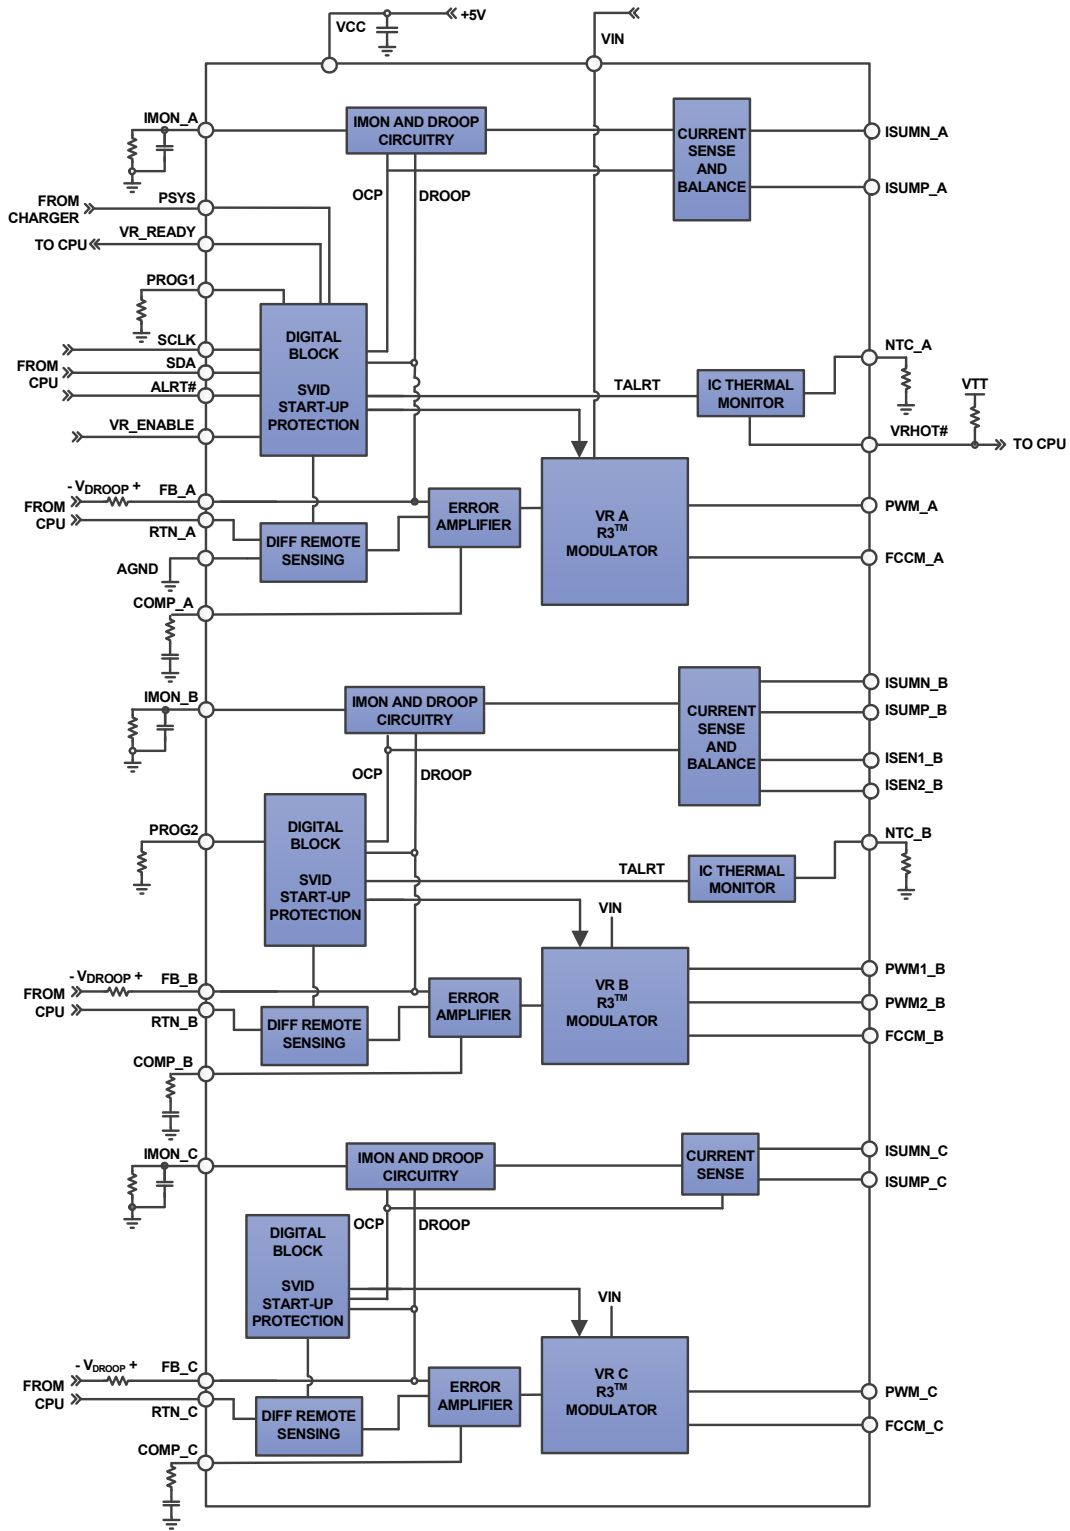 VCC
+5V
VIN
IMON_A
IMON AND DROOP
CIRCUITRY
CURRENT
SENSE
AND
BALANCE
ISUMN_A
ISUMP_A
OCP
DROOP
FROM
CHARGER
PSYS
TO CPU
VR_READY
PROG1
DIGITAL
BLOCK
SVID
START-UP
PROTECTION
SCLK
FROM
CPU
SDA
ALRT#
VR_ENABLE
TALRT
IC THERMAL
MONITOR
NTC_A
VTT
VRHOT#
TO CPU
- VDROOP +
FB_A
FROM
CPU
RTN_A
AGND
DIFF REMOTE
SENSING
ERROR
AMPLIFIER
VR A
R3™
MODULATOR
PWM_A
FCCM_A
COMP_A
IMON_B
IMON AND DROOP
CIRCUITRY
CURRENT
SENSE
AND
BALANCE
ISUMN_B
ISUMP_B
ISEN1_B
ISEN2_B
OCP
DROOP
PROG2
DIGITAL
BLOCK
SVID
START-UP
PROTECTION
TALRT
IC THERMAL
MONITOR
NTC_B
VIN
- VDROOP +
FB_B
FROM
CPU
RTN_B
DIFF REMOTE
SENSING
ERROR
AMPLIFIER
VR B
R3™
MODULATOR
PWM1_B
PWM2_B
FCCM_B
COMP_B
IMON_C
IMON AND DROOP
CIRCUITRY
CURRENT
SENSE
ISUMN_C
ISUMP_C
OCP
DROOP
DIGITAL
BLOCK
SVID
START-UP
PROTECTION
VIN
- VDROOP +
FB_C
FROM
CPU
RTN_C
DIFF REMOTE
SENSING
ERROR
AMPLIFIER
VR C
R3™
MODULATOR
PWM_C
FCCM_C
COMP_C